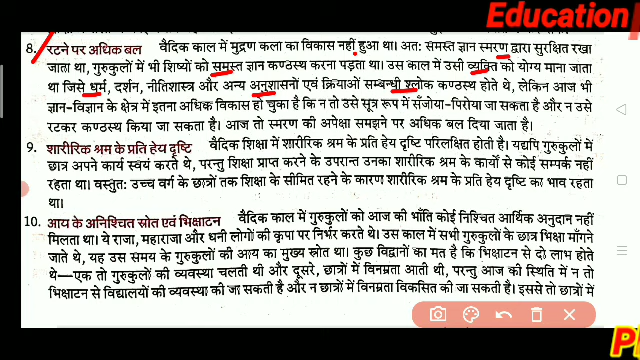 Education
8. रटने पर अधिक बल वैदिक काल में मुद्रण कला का विकास नहीं हुआ था। अत: समस्त ज्ञान स्मरण द्वारा सुरक्षित रखा
जाता था, गुरुकुलों में भी शिष्यों को समस्त ज्ञान कण्ठस्थ करना पड़ता था। उस काल में उसी व्यक्ति को योग्य माना जाता
था जिसे धर्म, दर्शन, नीतिशास्त्र और अन्य अनुशासनों एवं क्रियाओं सम्बन्धी श्लोक कण्ठस्थ होते थे, लेकिन आज भी
ज्ञान-विज्ञान के क्षेत्र में इतना अधिक विकास हो चुका है कि न तो उसे सूत्र रूप में संजोया-पिरोया जा सकता है और न उसे
रटकर कण्ठस्थ किया जा सकता है। आज तो स्मरण की अपेक्षा समझने पर अधिक बल दिया जाता है।
9. शारीरिक श्रम के प्रति हेय दृष्टि वैदिक शिक्षा में शारीरिक श्रम के प्रति हेय दृष्टि परिलक्षित होती है। यद्यपि गुरुकुलों में
छात्र अपने कार्य स्वयं करते थे, परन्तु शिक्षा प्राप्त करने के उपरान्त उनका शारीरिक श्रम के कार्यों से कोई सम्पर्क नहीं
रहता था। वस्तुत: उच्च वर्ग के छात्रों तक शिक्षा के सीमित रहने के कारण शारीरिक श्रम के प्रति हेय दृष्टि का भाव रहता
था।
10. आय के अनिश्चित स्रोत एवं भिक्षाटन वैदिक काल में गुरुकुलों को आज की भाँति कोई निश्चित आर्थिक अनुदान नहीं
मिलता था। ये राजा, महाराजा और धनी लोगों की कृपा पर निर्भर करते थे। उस काल में सभी गुरुकुलों के छात्र भिक्षा माँगने
जाते थे, यह उस समय के गुरुकुलों की आय का मुख्य स्रोत था। कुछ विद्वानों का मत है कि भिक्षाटन से दो लाभ होते
थे—एक तो गुरुकुलों की व्यवस्था चलती थी और दूसरे, छात्रों में विनम्रता आती थी, परन्तु आज की स्थिति में न तो
भिक्षाटन से विद्यालयों की व्यवस्था की जा सकती है और न छात्रों में विनम्रता विकसित की जा सकती है। इससे तो छात्रों में